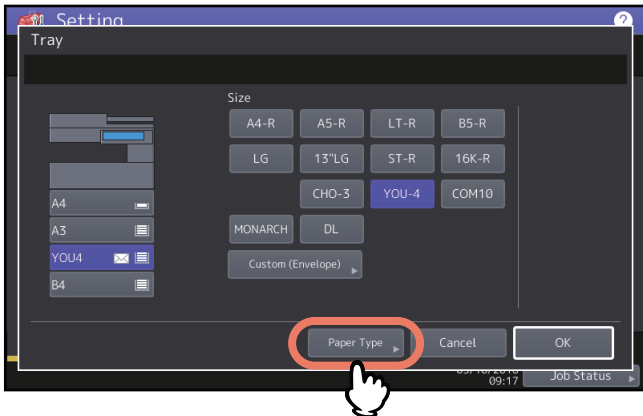 Setting
?
Tray
Size
A4-R A5-R LT-R B5-R
LG 13"LG ST-R 16K-R
CHO-3 YOU-4 COM10
MONARCH DL
Custom (Envelope)
A4
A3
YOU4
B4
Paper Type Cancel OK
09:17 Job Status